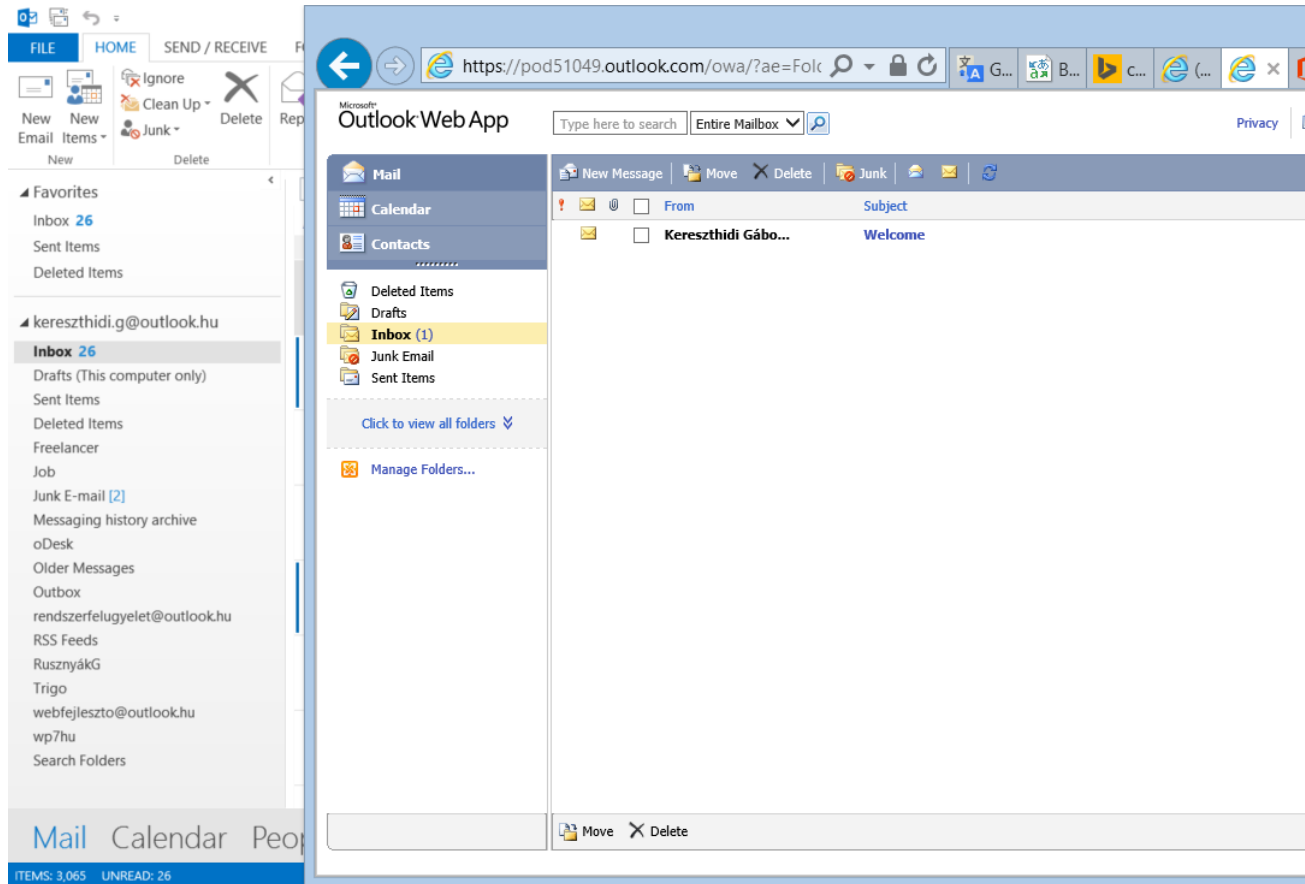 FILE HOME SEND / RECEIVE F
New Email
New Items
Ignore
Clean Up
Junk
Delete
Rep
New Delete
Favorites
Inbox 26
Sent Items
Deleted Items
kereszthidi.g@outlook.hu
Inbox 26
Drafts (This computer only)
Sent Items
Deleted Items
Freelancer
Job
Junk E-mail [2]
Messaging history archive
oDesk
Older Messages
Outbox
rendszerfelugyelet@outlook.hu
RSS Feeds
RusznyákG
Trigo
webfejleszto@outlook.hu
wp7hu
Search Folders
Mail Calendar Peop
ITEMS: 3,065 UNREAD: 26
https://pod51049.outlook.com/owa/?ae=Fold
G... B... c... (...
Microsoft
Outlook Web App
Type here to search Entire Mailbox
Privacy
Mail
Calendar
Contacts
Deleted Items
Drafts
Inbox (1)
Junk Email
Sent Items
Click to view all folders
Manage Folders...
New Message Move Delete Junk
From Subject
Kereszthidi Gábo... Welcome
Move Delete